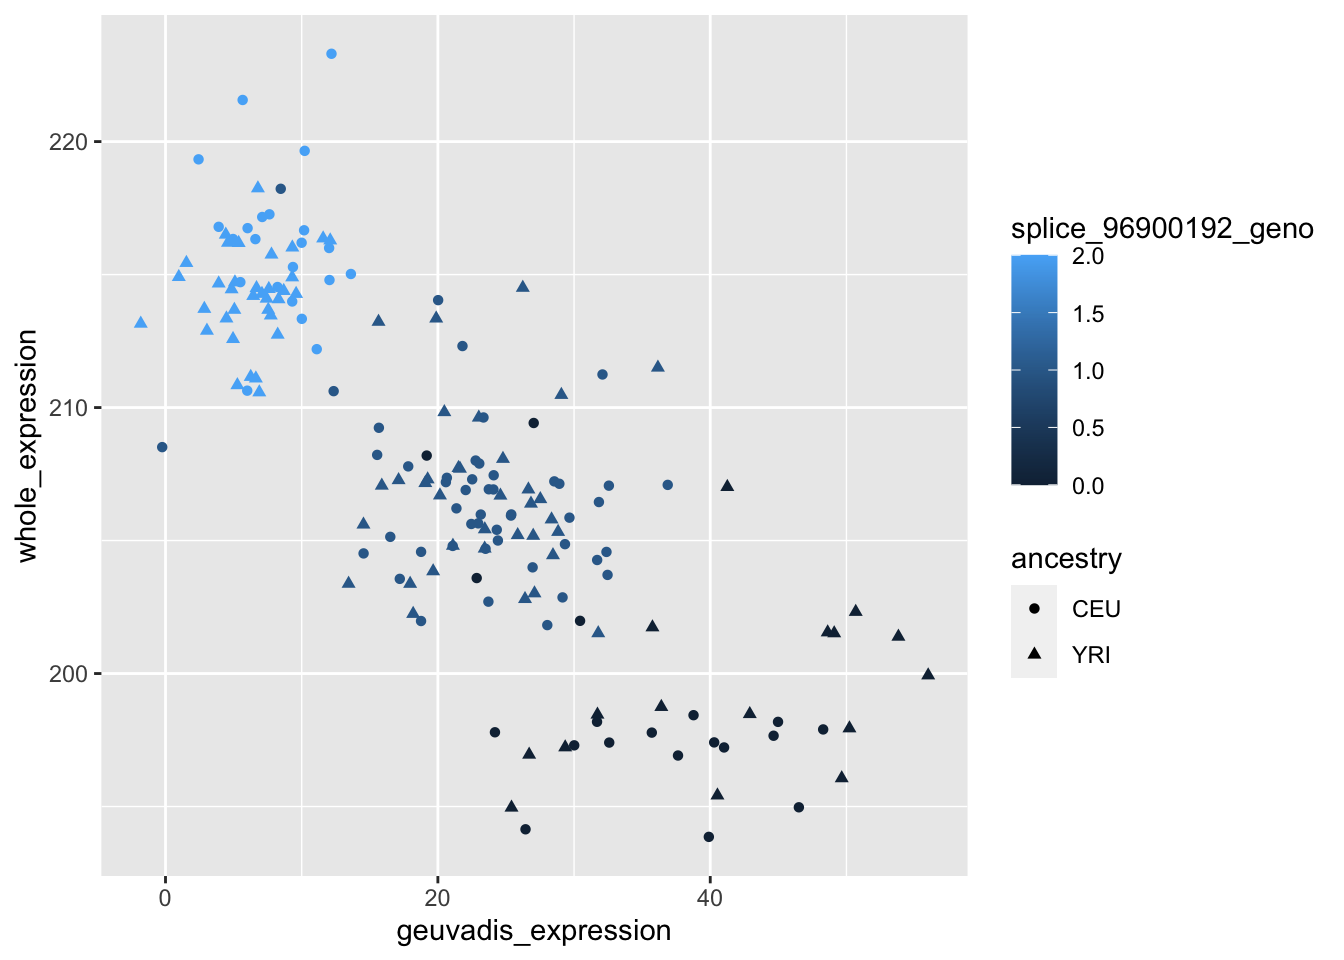 220
210
200
whole_expression
0
20
40
geuvadis_expression
splice_96900192_geno
2.0
1.5
1.0
0.5
0.0
ancestry
CEU
YRI